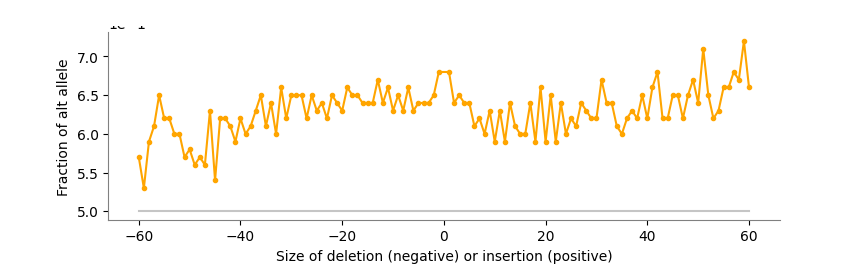 7.0
6.5
6.0
5.5
5.0
Fraction of alt allele
−60 −40 −20 0 20 40 60
Size of deletion (negative) or insertion (positive)